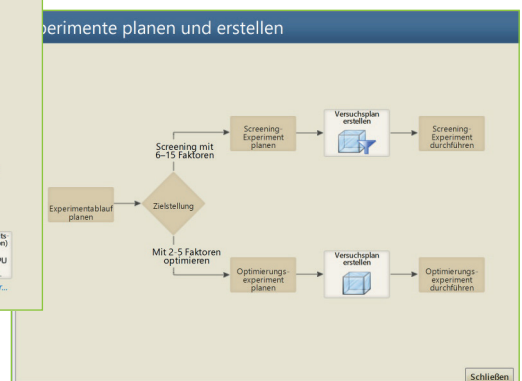 perimente planen und erstellen
Versuchsplan
erstellen
Screening-
Experiment
planen
Screening-
Experiment
durchführen
Screening mit
6–15 Faktoren
Experimentablauf
planen
Zielstellung
Mit 2-5 Faktoren
optimieren
Versuchsplan
erstellen
Optimierungs-
experiment
planen
Optimierungs-
experiment
durchführen
Schließen